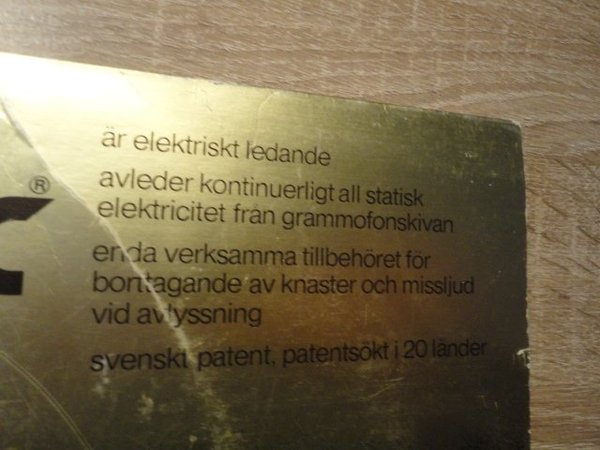 är elektriskt ledande
avleder kontinuerligt all statisk
elektricitet från grammofonskivan
enda verksamma tillbehöret för
borttagande av knaster och missljud
vid avlyssning
svenskt patent, patentsökt i 20 länder
®